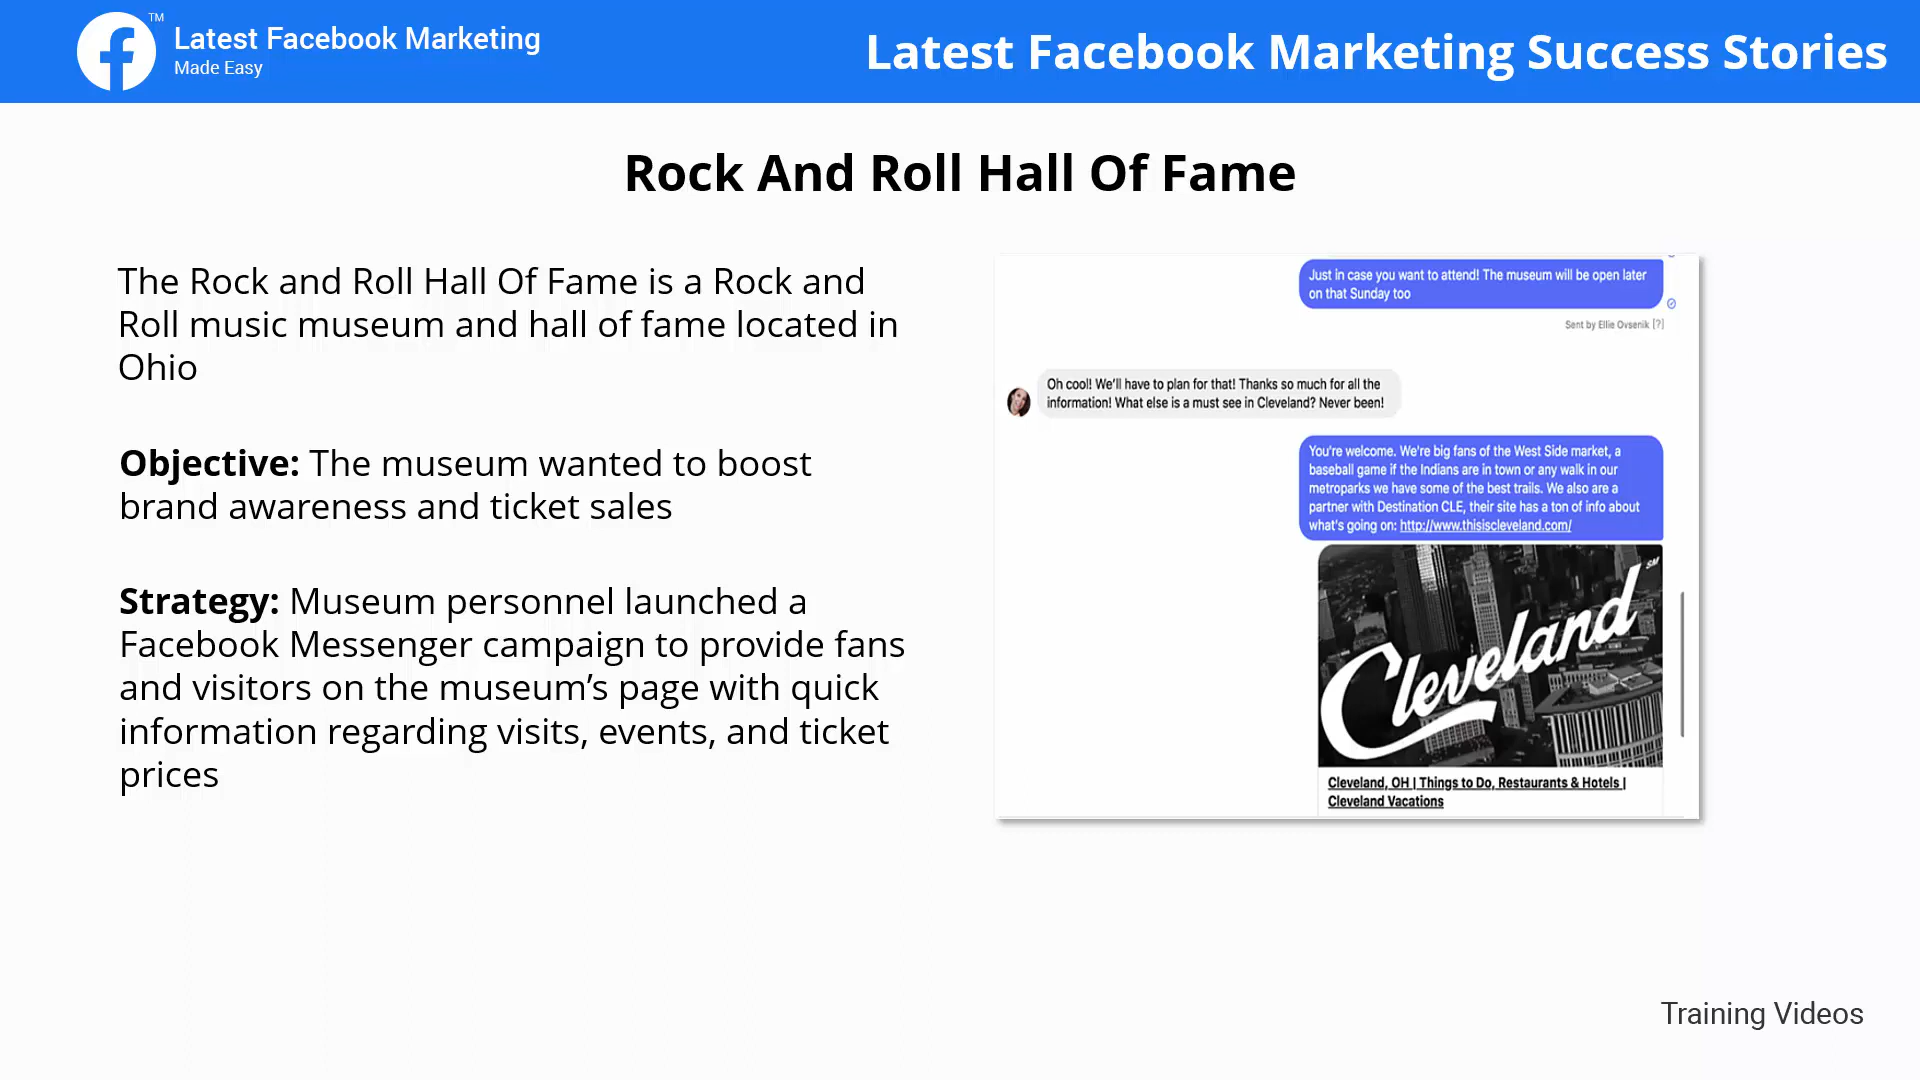 TM
Latest Facebook Marketing
Made Easy
Latest Facebook Marketing Success Stories
Rock And Roll Hall Of Fame
The Rock and Roll Hall Of Fame is a Rock and
Roll music museum and hall of fame located in
Ohio
Objective: The museum wanted to boost
brand awareness and ticket sales
Strategy: Museum personnel launched a
Facebook Messenger campaign to provide fans
and visitors on the museum’s page with quick
information regarding visits, events, and ticket
prices
Just in case you want to attend! The museum will be open later
on that Sunday too
Sent by Ellie Ovsenik [?]
Oh cool! We'll have to plan for that! Thanks so much for all the
information! What else is a must see in Cleveland? Never been!
You're welcome. We're big fans of the West Side market, a
baseball game if the Indians are in town or any walk in our
metroparks we have some of the best trails. We also are a
partner with Destination CLE, their site has a ton of info about
what's going on: http://www.thisiscleveland.com/
Cleveland SM
Cleveland, OH | Things to Do, Restaurants & Hotels |
Cleveland Vacations
Training Videos